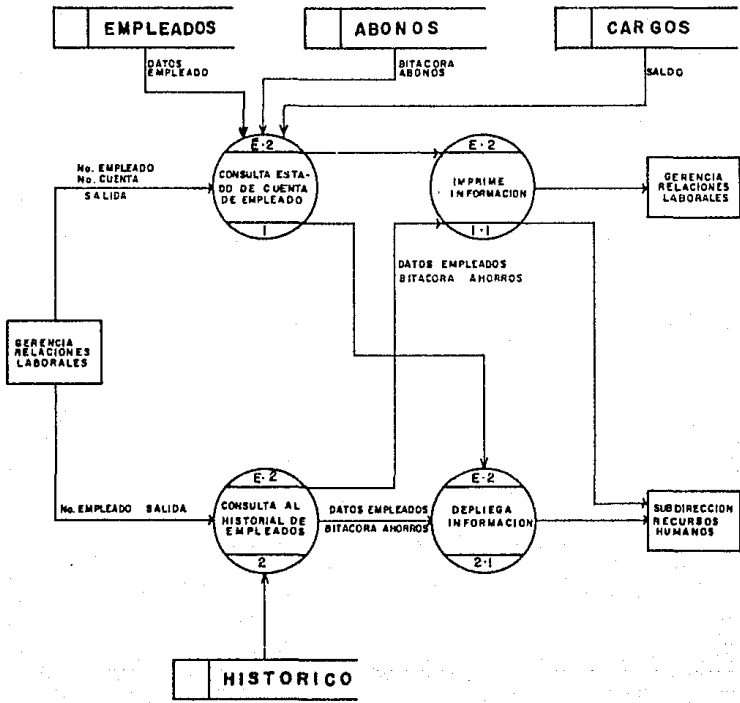 EMPLEADOS
ABONOS
CARGOS
DATOS
EMPLEADO
BITACORA
ABONOS
SALDO
E·2
CONSULTA ESTA-
DO DE CUENTA
DE EMPLEADO
1
E·2
IMPRIME
INFORMACION
1·1
GERENCIA
RELACIONES
LABORALES
No. EMPLEADO
No. CUENTA
SALIDA
DATOS EMPLEADOS
BITACORA AHORROS
GERENCIA
RELACIONES
LABORALES
No. EMPLEADO SALIDA
E·2
CONSULTA AL
HISTORIAL DE
EMPLEADOS
2
DATOS EMPLEADOS
BITACORA AHORROS
E·2
DEPLIEGA
INFORMACION
2·1
SUBDIRECCION
RECURSOS
HUMANOS
HISTORICO